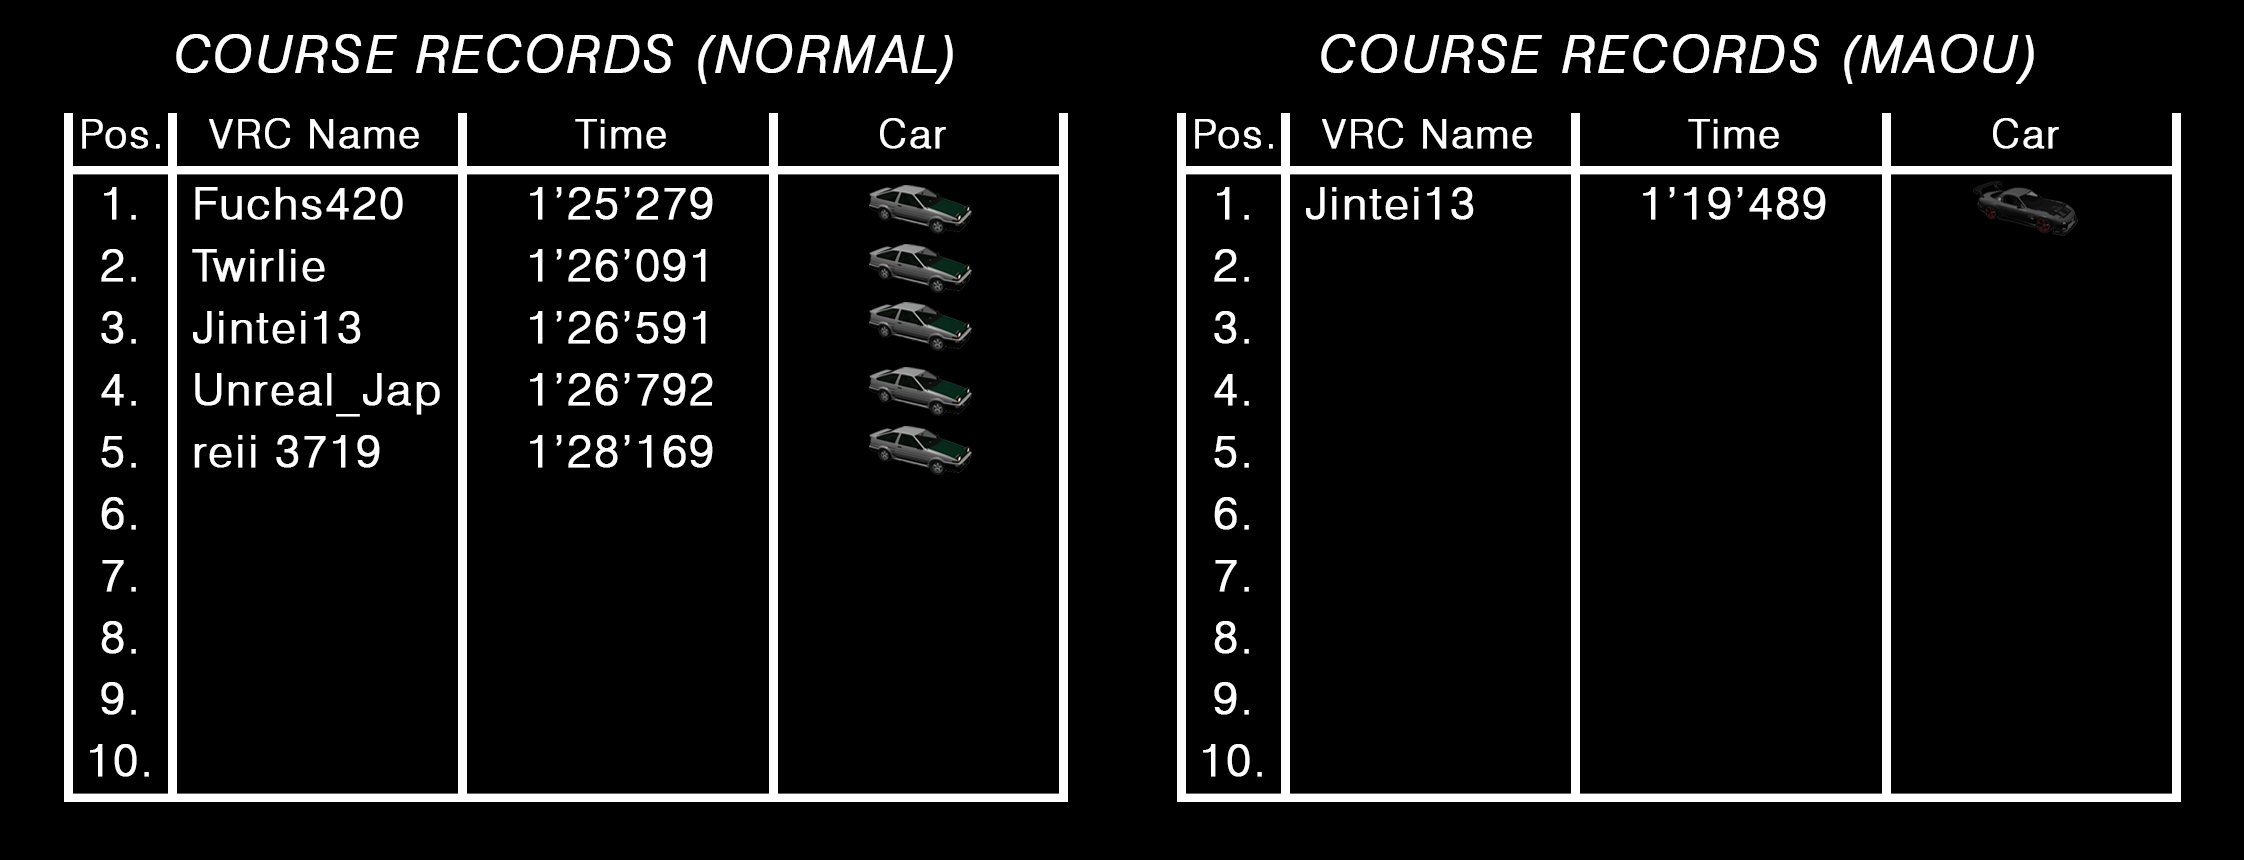 COURSE RECORDS (NORMAL)
Pos. VRC Name Time Car
1. Fuchs420 1’25’279
2. Twirlie 1’26’091
3. Jintei13 1’26’591
4. Unreal_Jap 1’26’792
5. reii 3719 1’28’169
6.
7.
8.
9.
10.
COURSE RECORDS (MAOU)
Pos. VRC Name Time Car
1. Jintei13 1’19’489
2.
3.
4.
5.
6.
7.
8.
9.
10.